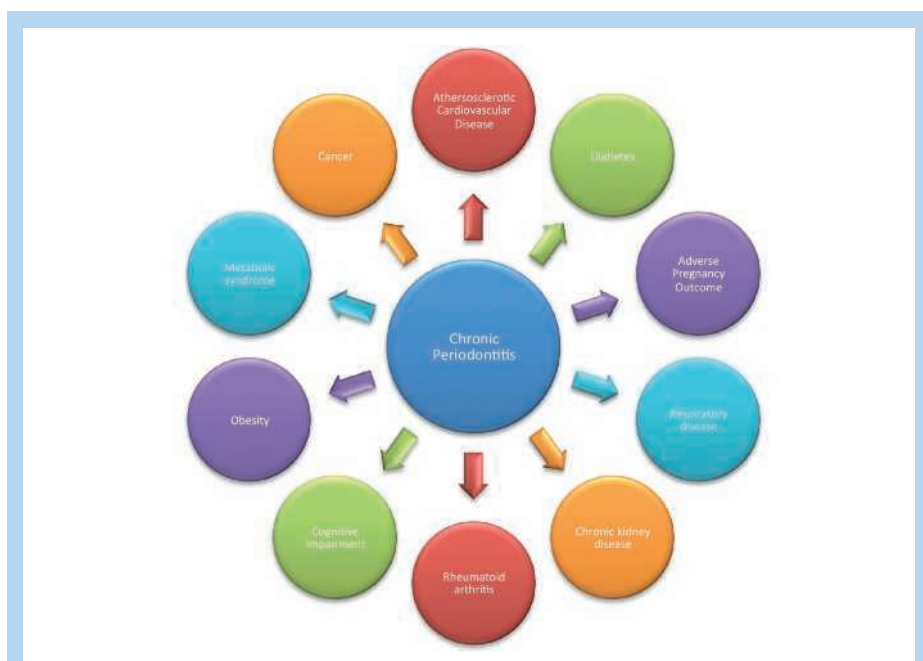 Athersosclerotic
Cardiovascular
Disease
Diabetes
Adverse
Pregnancy
Outcome
Respiratory
disease
Chronic kidney
disease
Rheumatoid
arthritis
Cognitive
impairment
Obesity
Metabolic
syndrome
Cancer
Chronic
Periodontitis